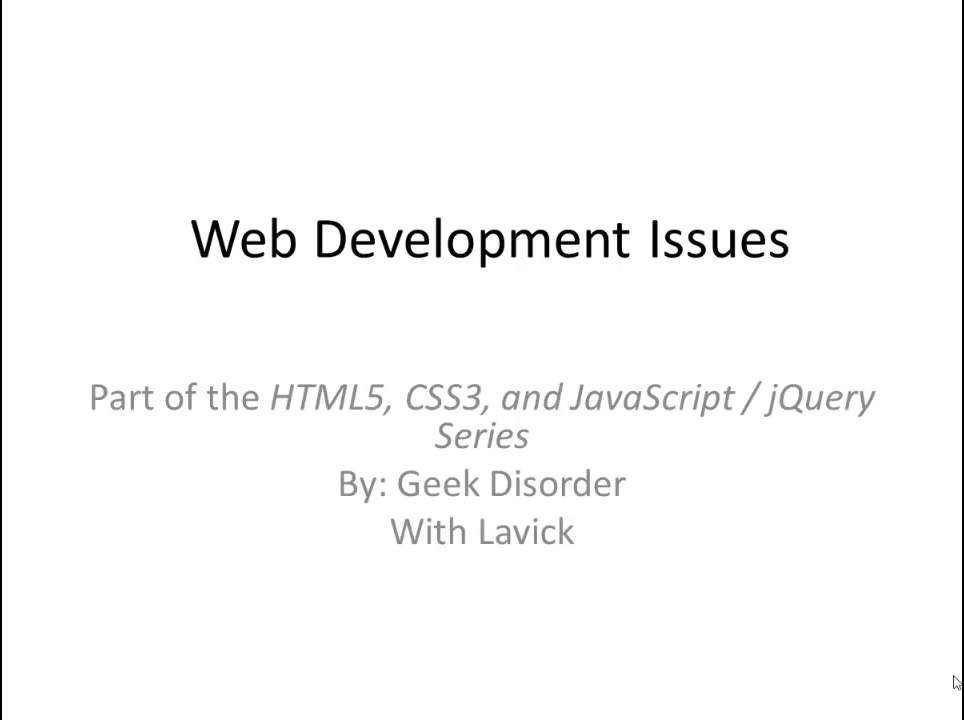 Web Development Issues
Part of the HTML5, CSS3, and JavaScript / jQuery
Series
By: Geek Disorder
With Lavick